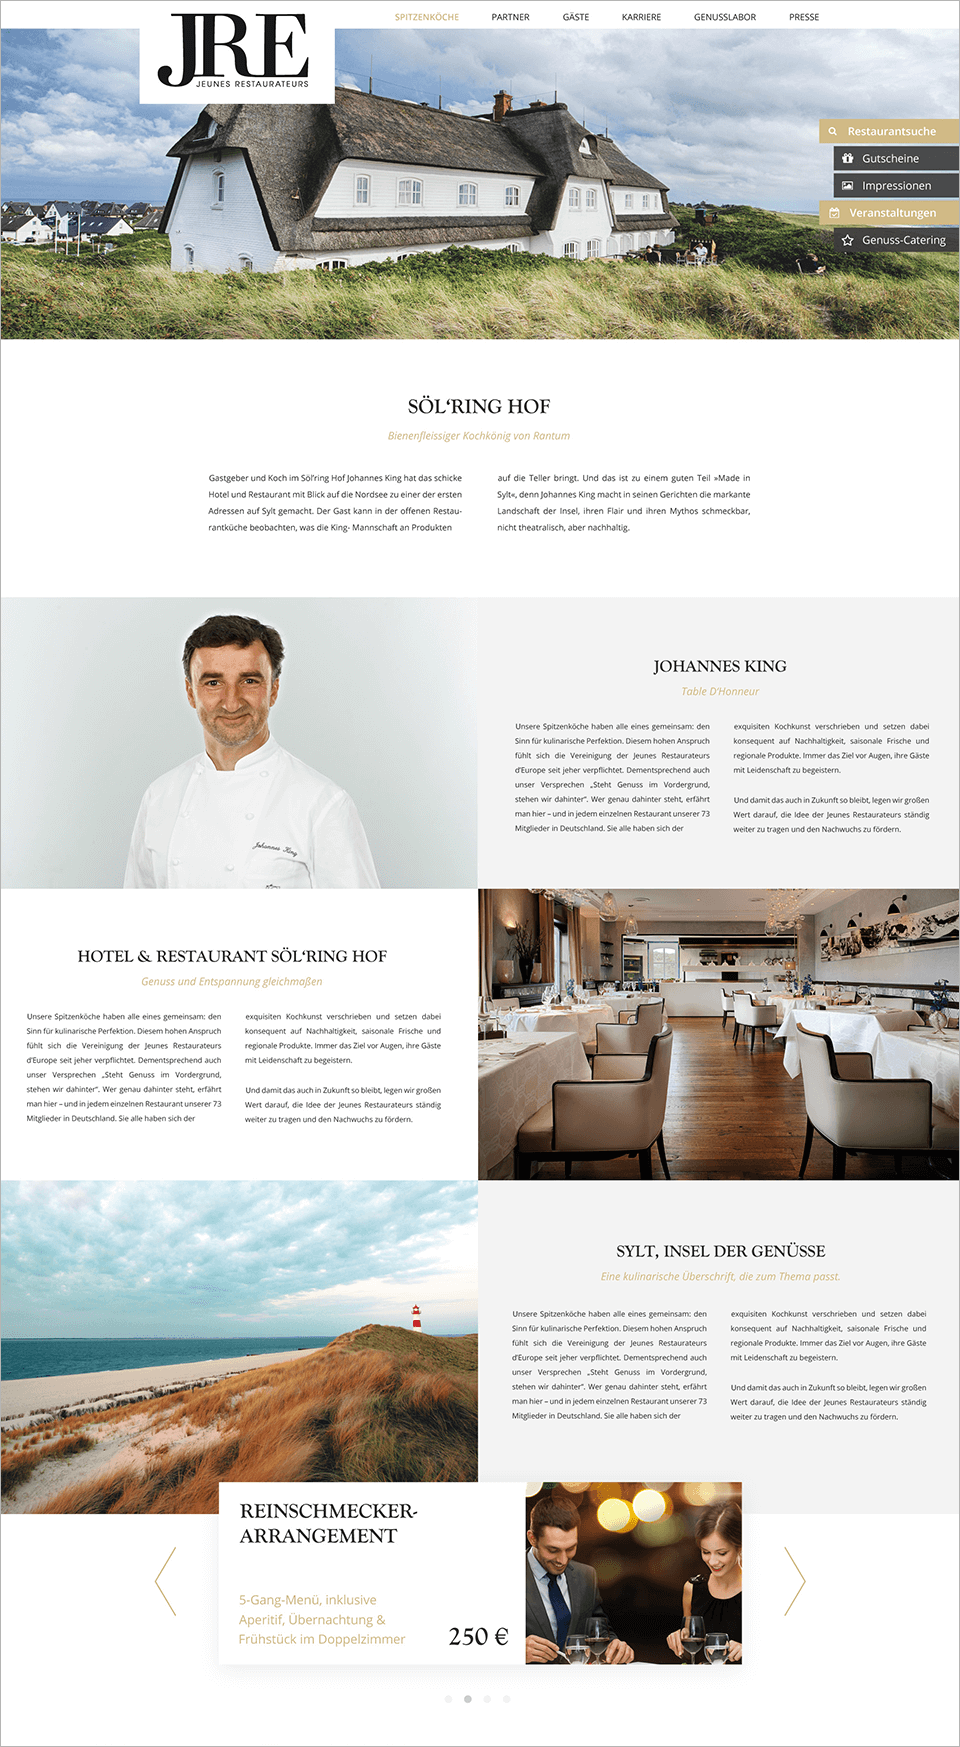 JRE
JEUNES RESTAURATEURS
SPITZENKÖCHE PARTNER GÄSTE KARRIERE GENUSSLABOR PRESSE
Restaurantsuche
Gutscheine
Impressionen
Veranstaltungen
Genuss-Catering
SÖL‘RING HOF
Bienenfleissiger Kochkönig von Rantum
Gastgeber und Koch im Söl’ring Hof Johannes King hat das schicke
Hotel und Restaurant mit Blick auf die Nordsee zu einer der ersten
Adressen auf Sylt gemacht. Der Gast kann in der offenen Restau-
rantküche beobachten, was die King- Mannschaft an Produkten
auf die Teller bringt. Und das ist zu einem guten Teil »Made in
Sylt«, denn Johannes King macht in seinen Gerichten die markante
Landschaft der Insel, ihren Flair und ihren Mythos schmeckbar,
nicht theatralisch, aber nachhaltig.
Johannes King
JOHANNES KING
Table D’Honneur
Unsere Spitzenköche haben alle eines gemeinsam: den
Sinn für kulinarische Perfektion. Diesem hohen Anspruch
fühlt sich die Vereinigung der Jeunes Restaurateurs
d’Europe seit jeher verpflichtet. Dementsprechend auch
unser Versprechen „Steht Genuss im Vordergrund,
stehen wir dahinter“. Wer genau dahinter steht, erfährt
man hier – und in jedem einzelnen Restaurant unserer 73
Mitglieder in Deutschland. Sie alle haben sich der
exquisiten Kochkunst verschrieben und setzen dabei
konsequent auf Nachhaltigkeit, saisonale Frische und
regionale Produkte. Immer das Ziel vor Augen, ihre Gäste
mit Leidenschaft zu begeistern.
Und damit das auch in Zukunft so bleibt, legen wir großen
Wert darauf, die Idee der Jeunes Restaurateurs ständig
weiter zu tragen und den Nachwuchs zu fördern.
HOTEL & RESTAURANT SÖL‘RING HOF
Genuss und Entspannung gleichmaßen
Unsere Spitzenköche haben alle eines gemeinsam: den
Sinn für kulinarische Perfektion. Diesem hohen Anspruch
fühlt sich die Vereinigung der Jeunes Restaurateurs
d’Europe seit jeher verpflichtet. Dementsprechend auch
unser Versprechen „Steht Genuss im Vordergrund,
stehen wir dahinter“. Wer genau dahinter steht, erfährt
man hier – und in jedem einzelnen Restaurant unserer 73
Mitglieder in Deutschland. Sie alle haben sich der
exquisiten Kochkunst verschrieben und setzen dabei
konsequent auf Nachhaltigkeit, saisonale Frische und
regionale Produkte. Immer das Ziel vor Augen, ihre Gäste
mit Leidenschaft zu begeistern.
Und damit das auch in Zukunft so bleibt, legen wir großen
Wert darauf, die Idee der Jeunes Restaurateurs ständig
weiter zu tragen und den Nachwuchs zu fördern.
SYLT, INSEL DER GENÜSSE
Eine kulinarische Überschrift, die zum Thema passt.
Unsere Spitzenköche haben alle eines gemeinsam: den
Sinn für kulinarische Perfektion. Diesem hohen Anspruch
fühlt sich die Vereinigung der Jeunes Restaurateurs
d’Europe seit jeher verpflichtet. Dementsprechend auch
unser Versprechen „Steht Genuss im Vordergrund,
stehen wir dahinter“. Wer genau dahinter steht, erfährt
man hier – und in jedem einzelnen Restaurant unserer 73
Mitglieder in Deutschland. Sie alle haben sich der
exquisiten Kochkunst verschrieben und setzen dabei
konsequent auf Nachhaltigkeit, saisonale Frische und
regionale Produkte. Immer das Ziel vor Augen, ihre Gäste
mit Leidenschaft zu begeistern.
Und damit das auch in Zukunft so bleibt, legen wir großen
Wert darauf, die Idee der Jeunes Restaurateurs ständig
weiter zu tragen und den Nachwuchs zu fördern.
REINSCHMECKER-
ARRANGEMENT
5-Gang-Menü, inklusive
Aperitif, Übernachtung &
Frühstück im Doppelzimmer
250 €